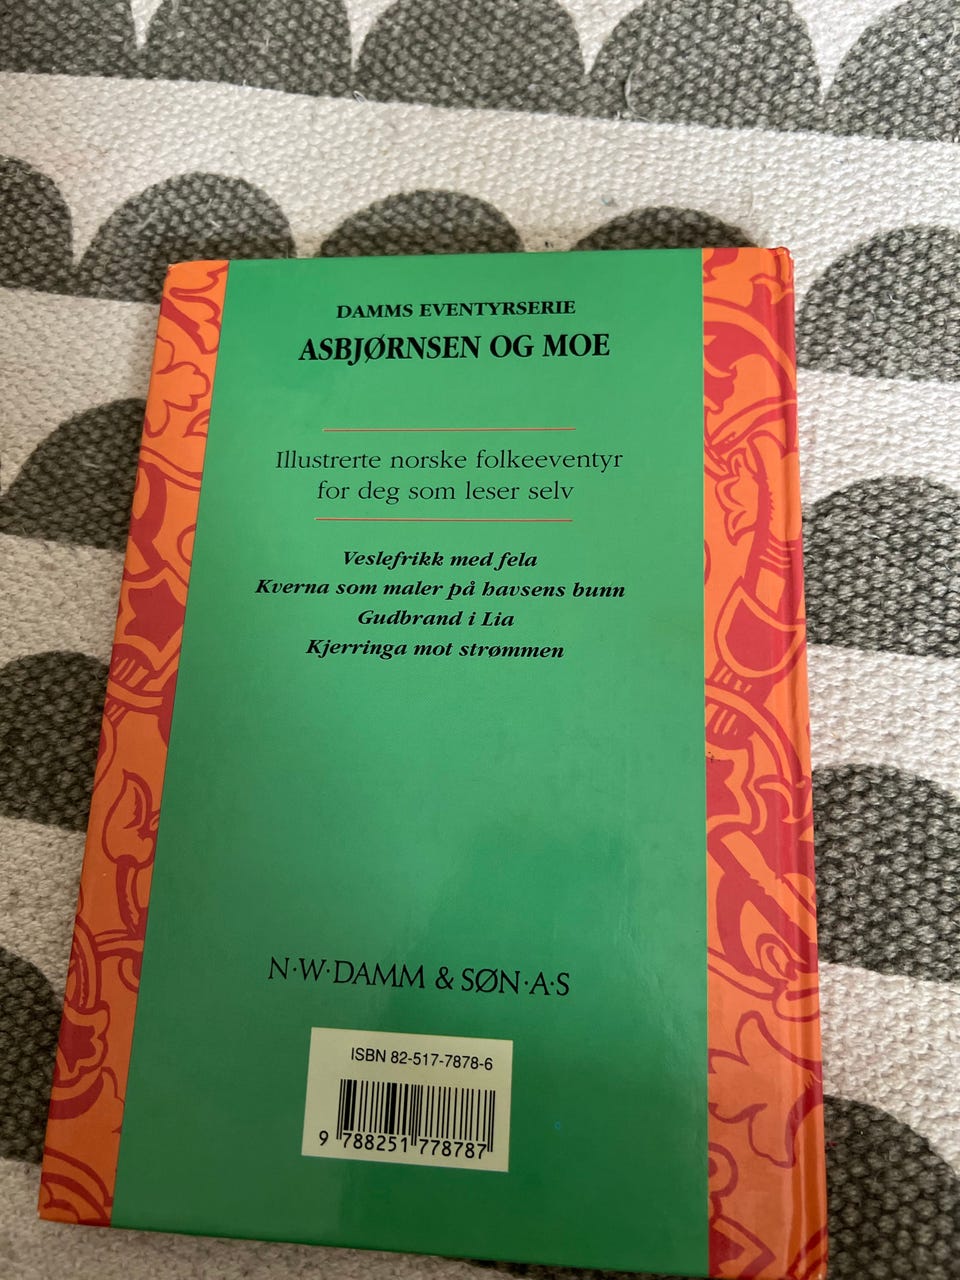 DAMMS EVENTYRSERIE
ASBJØRNSEN OG MOE
Illustrerte norske folkeeventyr
for deg som leser selv
Veslefrikk med fela
Kverna som maler på havsens bunn
Gudbrand i Lia
Kjerringa mot strømmen
N·W·DAMM & SØN·A·S
ISBN 82-517-7878-6
9 788251 778787